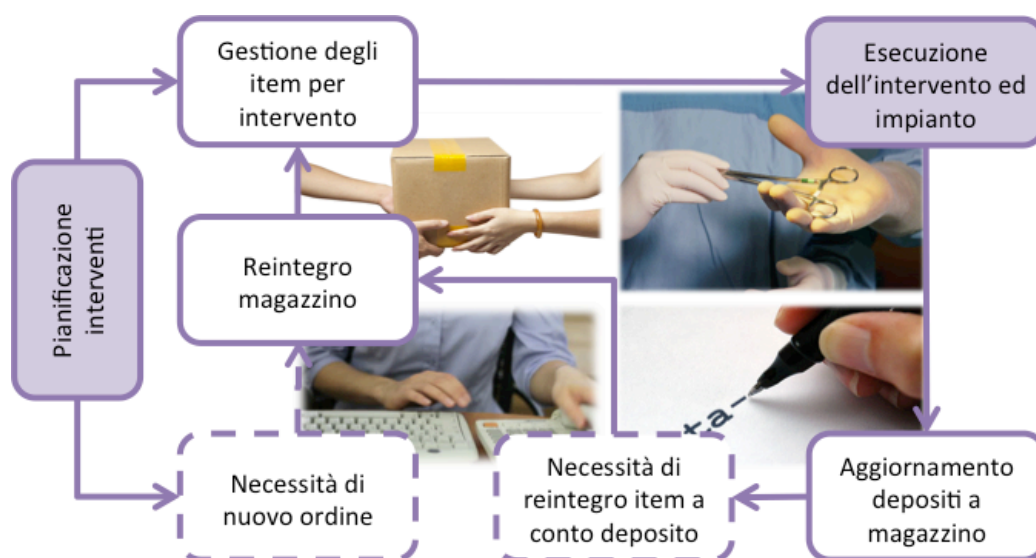 Gestione degli
item per
intervento
Esecuzione
dell'intervento ed
impianto
Pianificazione
interventi
Reintegro
magazzino
Necessità di
nuovo ordine
Necessità di
reintegro item a
conto deposito
Aggiornamento
depositi a
magazzino
ta-